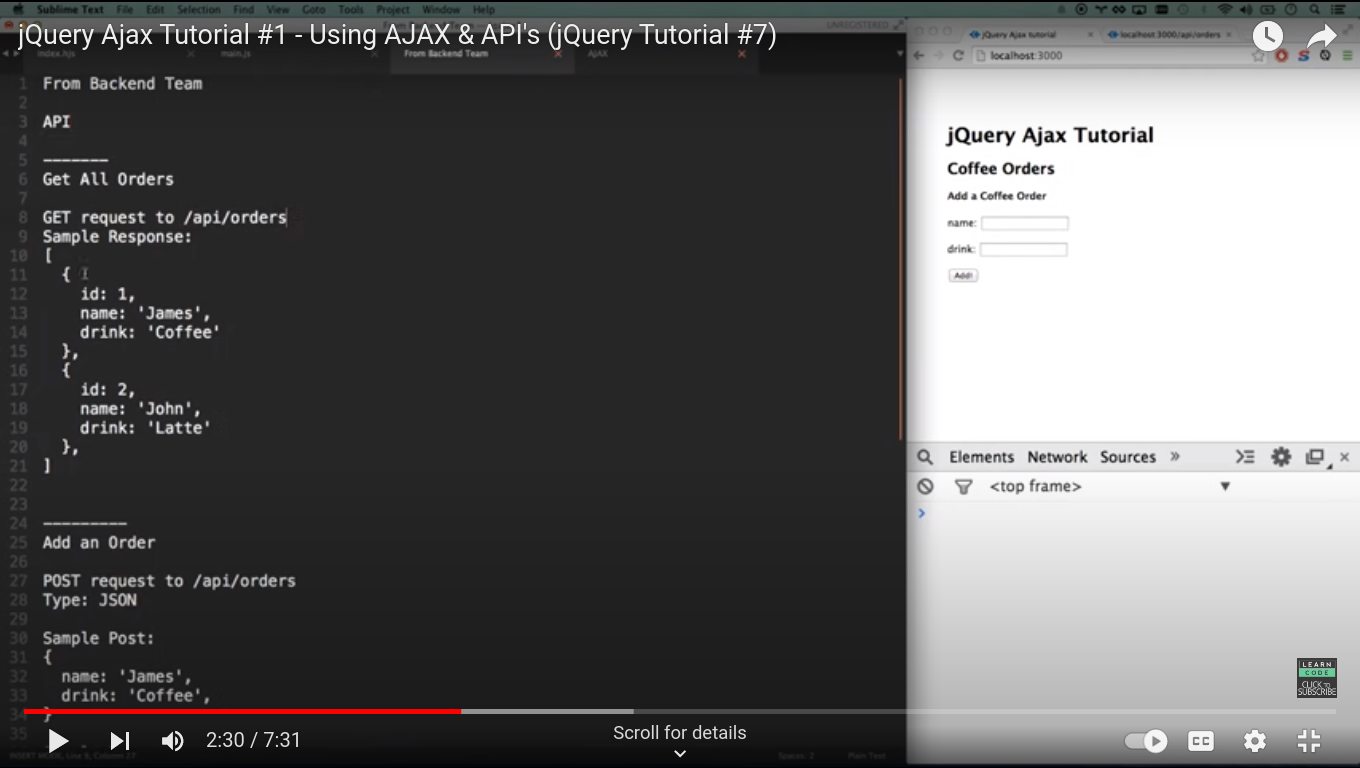 Sublime Text File Edit Selection Find View Goto Tools Project Window Help
jQuery Ajax Tutorial #1 - Using AJAX & API's (jQuery Tutorial #7)
UNREGISTERED
index.hjs main.js From Backend Team AJAX
1 From Backend Team
2
3 API
4
5 -------
6 Get All Orders
7
8 GET request to /api/orders
9 Sample Response:
10 [
11 {
12 id: 1,
13 name: 'James',
14 drink: 'Coffee'
15 },
16 {
17 id: 2,
18 name: 'John',
19 drink: 'Latte'
20 },
21 ]
22
23
24 ---------
25 Add an Order
26
27 POST request to /api/orders
28 Type: JSON
29
30 Sample Post:
31 {
32 name: 'James',
33 drink: 'Coffee',
34 }
35
jQuery Ajax tutorial
localhost:3000/api/orders
localhost:3000
jQuery Ajax Tutorial
Coffee Orders
Add a Coffee Order
name:
drink:
Add!
Elements Network Sources »
<top frame>
LEARN
CODE
CLICK TO
SUBSCRIBE
2:30 / 7:31
Scroll for details
CC
Spaces: 2 Plain Text